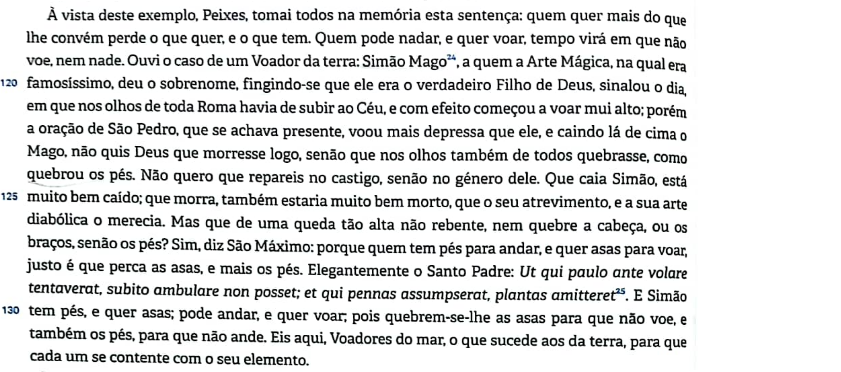 À vista deste exemplo, Peixes, tomai todos na memória esta sentença: quem quer mais do que
lhe convém perde o que quer, e o que tem. Quem pode nadar, e quer voar, tempo virá em que não
voe, nem nade. Ouvi o caso de um Voador da terra: Simão Mago²⁴, a quem a Arte Mágica, na qual era
120 famosíssimo, deu o sobrenome, fingindo-se que ele era o verdadeiro Filho de Deus, sinalou o dia,
em que nos olhos de toda Roma havia de subir ao Céu, e com efeito começou a voar mui alto; porém
a oração de São Pedro, que se achava presente, voou mais depressa que ele, e caindo lá de cima o
Mago, não quis Deus que morresse logo, senão que nos olhos também de todos quebrasse, como
quebrou os pés. Não quero que repareis no castigo, senão no género dele. Que caia Simão, está
125 muito bem caído; que morra, também estaria muito bem morto, que o seu atrevimento, e a sua arte
diabólica o merecia. Mas que de uma queda tão alta não rebente, nem quebre a cabeça, ou os
braços, senão os pés? Sim, diz São Máximo: porque quem tem pés para andar, e quer asas para voar,
justo é que perca as asas, e mais os pés. Elegantemente o Santo Padre: Ut qui paulo ante volare
tentaverat, subito ambulare non posset; et qui pennas assumpserat, plantas amitteret²⁵. E Simão
130 tem pés, e quer asas; pode andar, e quer voar; pois quebrem-se-lhe as asas para que não voe, e
também os pés, para que não ande. Eis aqui, Voadores do mar, o que sucede aos da terra, para que
cada um se contente com o seu elemento.